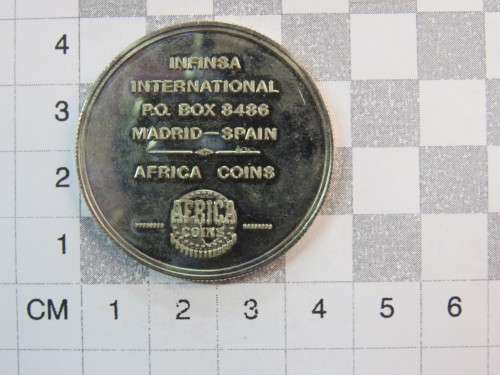 INFINSA
INTERNATIONAL
P.O. BOX 8486
MADRID—SPAIN
AFRICA COINS
AFRICA
COINS
4
3
2
1
CM 1 2 3 4 5 6